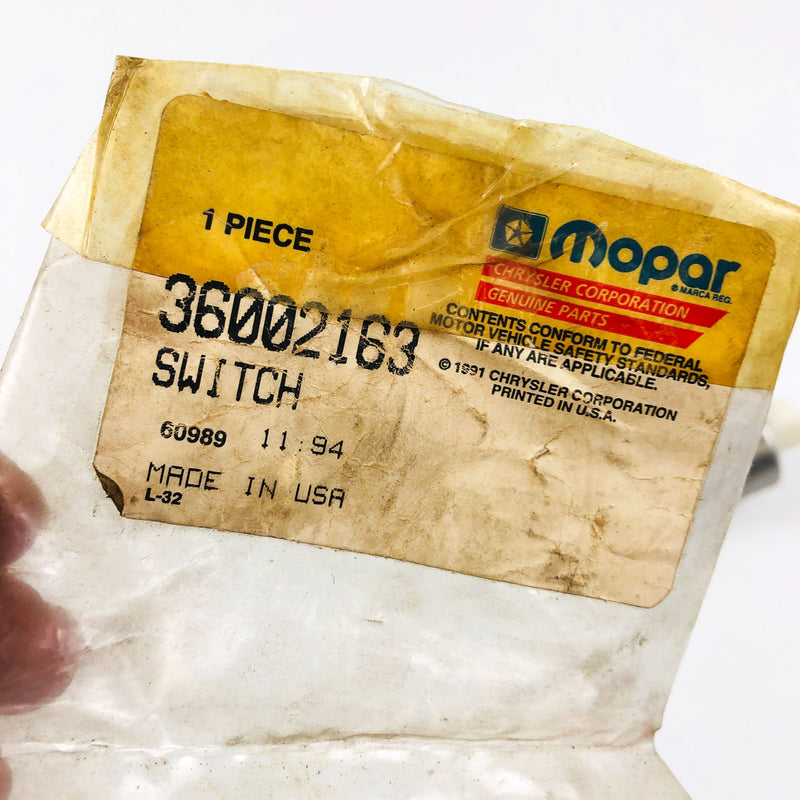 1 PIECE
36002163
SWITCH
60989 11:94
MADE IN USA
L-32
Mopar
® MARCA REG.
CHRYSLER CORPORATION
GENUINE PARTS
CONTENTS CONFORM TO FEDERAL
MOTOR VEHICLE SAFETY STANDARDS,
IF ANY ARE APPLICABLE.
© 1991 CHRYSLER CORPORATION
PRINTED IN U.S.A.